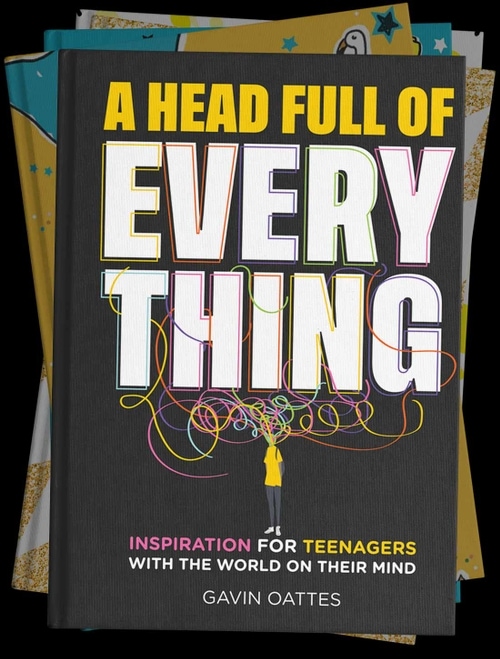 A HEAD FULL OF
EVERY
THING
INSPIRATION FOR TEENAGERS
WITH THE WORLD ON THEIR MIND
GAVIN OATTES